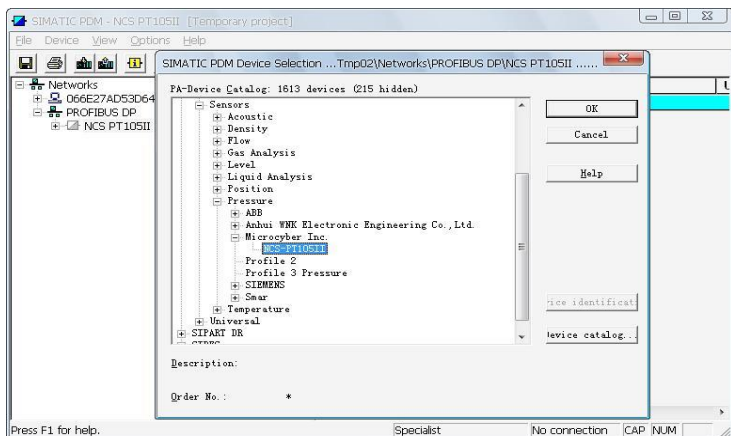 SIMATIC PDM - NCS PT105II [Temporary project]
File Device View Options Help
SIMATIC PDM Device Selection ...Tmp02\Networks\PROFIBUS DP\NCS PT105II ......
Networks
066E27AD53D64
PROFIBUS DP
NCS PT105II
PA-Device Catalog: 1613 devices (215 hidden)
Sensors
Acoustic
Density
Flow
Gas Analysis
Level
Liquid Analysis
Position
Pressure
ABB
Anhui WNK Electronic Engineering Co., Ltd.
Microcyber Inc.
NCS-PT105II
Profile 2
Profile 3 Pressure
SIEMENS
Smar
Temperature
Universal
SIPART DR
OK
Cancel
Help
rice identificati
Device catalog...
Description:
Order No.: *
Press F1 for help.
Specialist
No connection
CAP
NUM